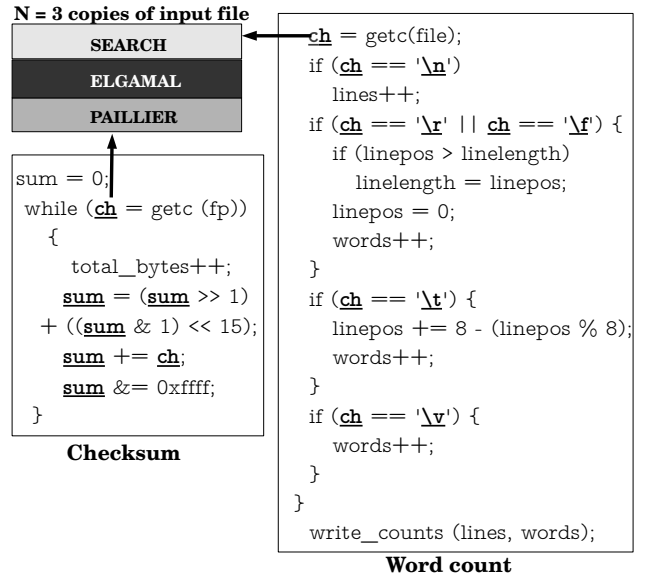 N = 3 copies of input file
SEARCH
ELGAMAL
PAILLIER
sum = 0;
while (ch = getc (fp))
{
total_bytes++;
sum = (sum >> 1)
+ ((sum & 1) << 15);
sum += ch;
sum &= 0xffff;
}
Checksum
ch = getc(file);
if (ch == '\n')
lines++;
if (ch == '\r' || ch == '\f') {
if (linepos > linelength)
linelength = linepos;
linepos = 0;
words++;
}
if (ch == '\t') {
linepos += 8 - (linepos % 8);
words++;
}
if (ch == '\v') {
words++;
}
}
write_counts (lines, words);
Word count